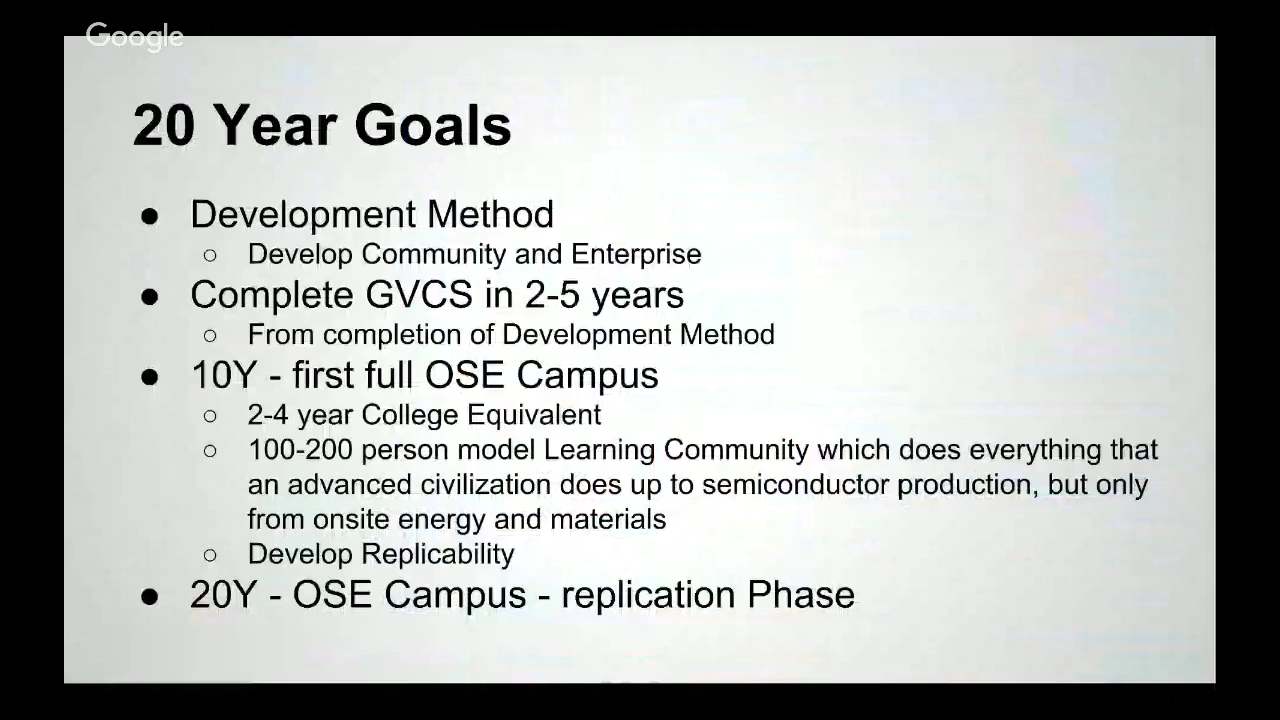 Google
20 Year Goals
● Development Method
○ Develop Community and Enterprise
● Complete GVCS in 2-5 years
○ From completion of Development Method
● 10Y - first full OSE Campus
○ 2-4 year College Equivalent
○ 100-200 person model Learning Community which does everything that
an advanced civilization does up to semiconductor production, but only
from onsite energy and materials
○ Develop Replicability
● 20Y - OSE Campus - replication Phase